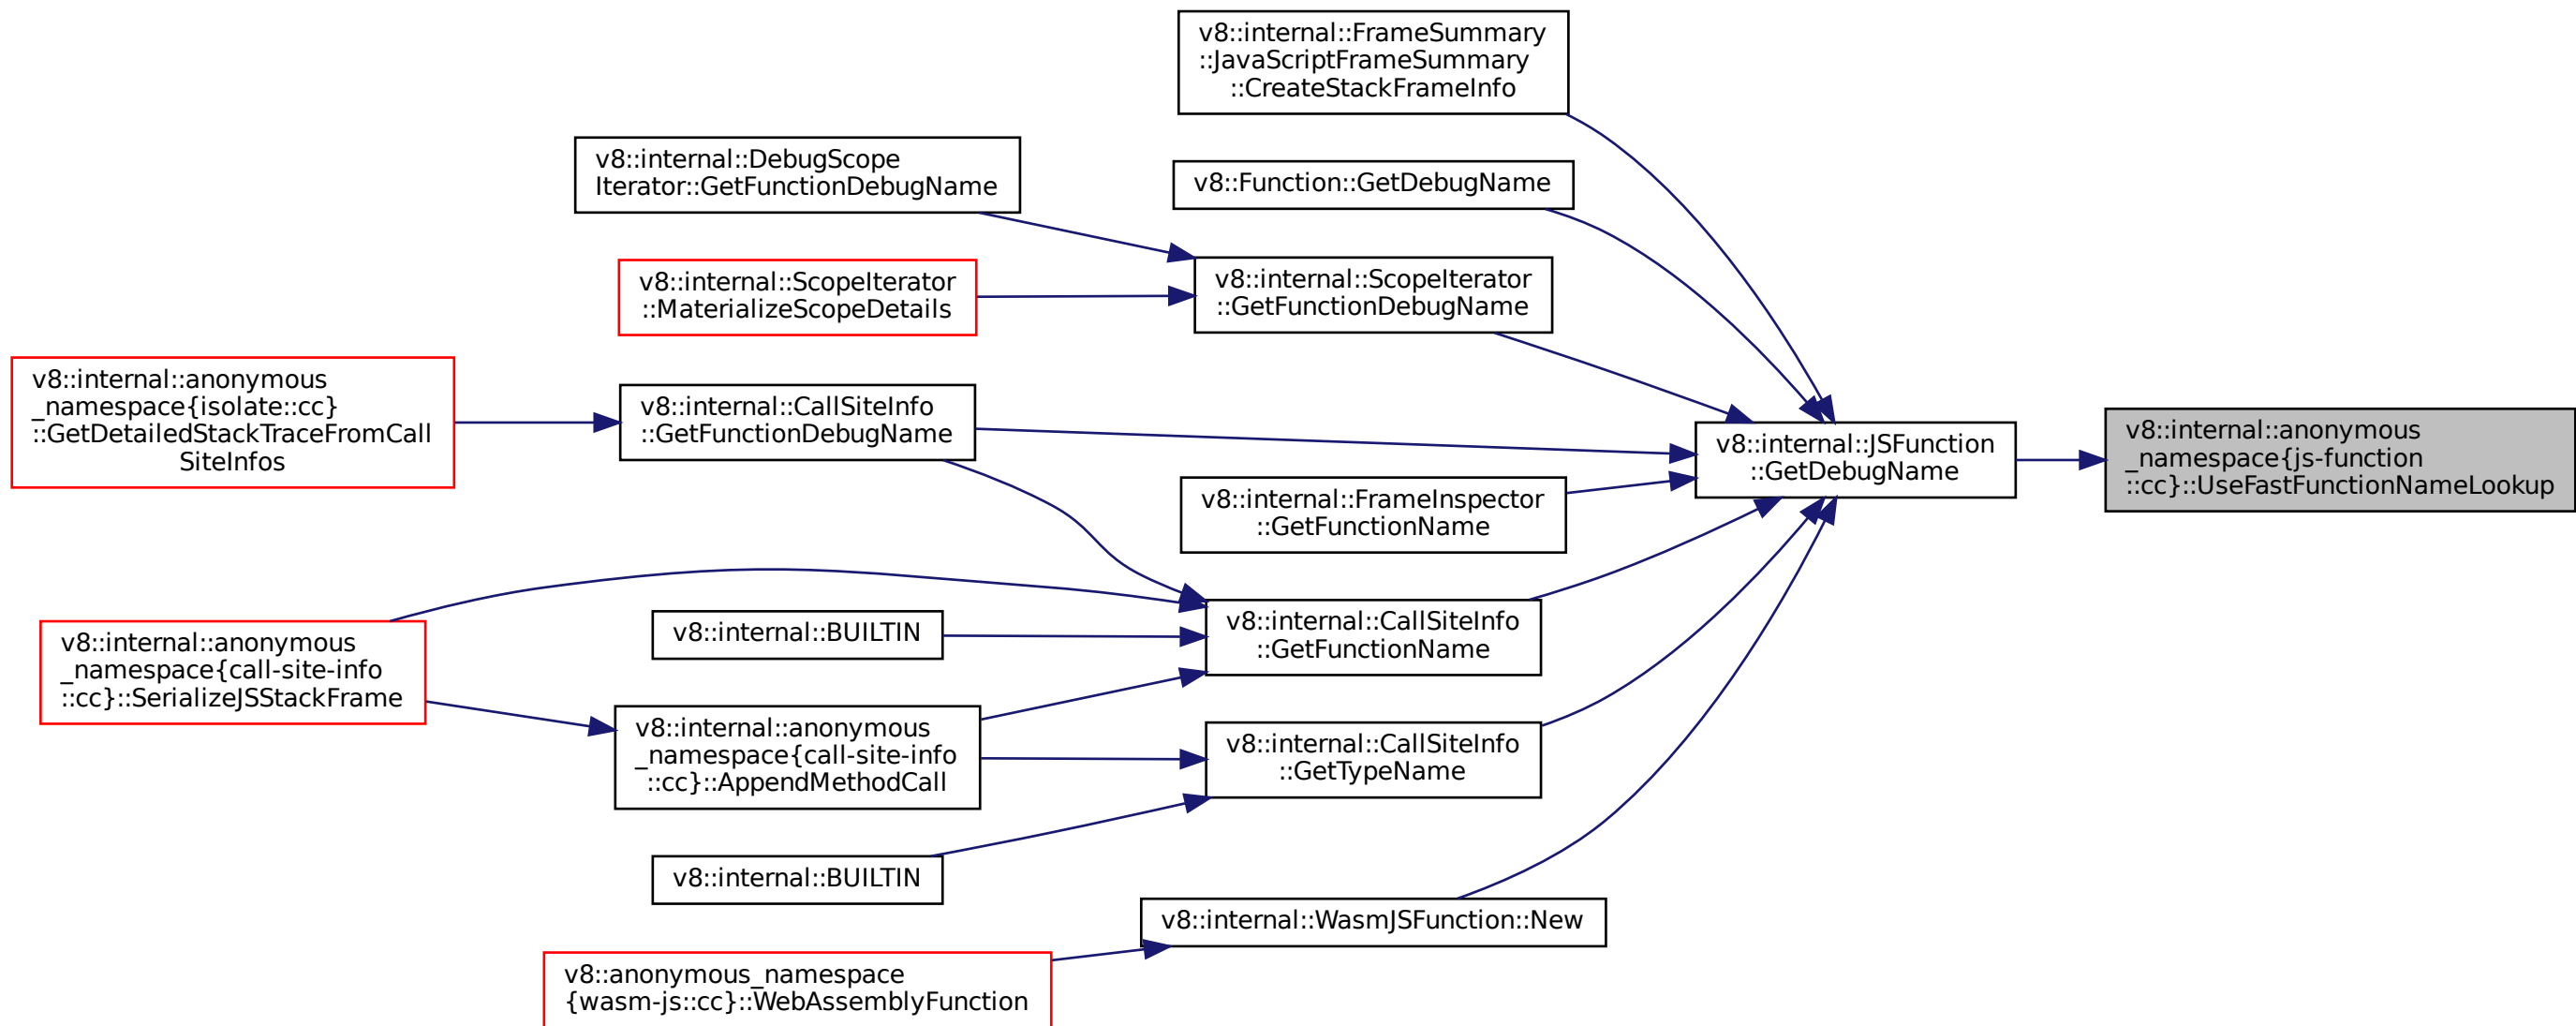 v8::internal::FrameSummary
::JavaScriptFrameSummary
::CreateStackFrameInfo
v8::internal::DebugScope
Iterator::GetFunctionDebugName
v8::Function::GetDebugName
v8::internal::ScopeIterator
::MaterializeScopeDetails
v8::internal::ScopeIterator
::GetFunctionDebugName
v8::internal::anonymous
_namespace{isolate::cc}
::GetDetailedStackTraceFromCall
SiteInfos
v8::internal::CallSiteInfo
::GetFunctionDebugName
v8::internal::JSFunction
::GetDebugName
v8::internal::anonymous
_namespace{js-function
::cc}::UseFastFunctionNameLookup
v8::internal::FrameInspector
::GetFunctionName
v8::internal::anonymous
_namespace{call-site-info
::cc}::SerializeJSStackFrame
v8::internal::BUILTIN
v8::internal::CallSiteInfo
::GetFunctionName
v8::internal::anonymous
_namespace{call-site-info
::cc}::AppendMethodCall
v8::internal::CallSiteInfo
::GetTypeName
v8::internal::BUILTIN
v8::internal::WasmJSFunction::New
v8::anonymous_namespace
{wasm-js::cc}::WebAssemblyFunction